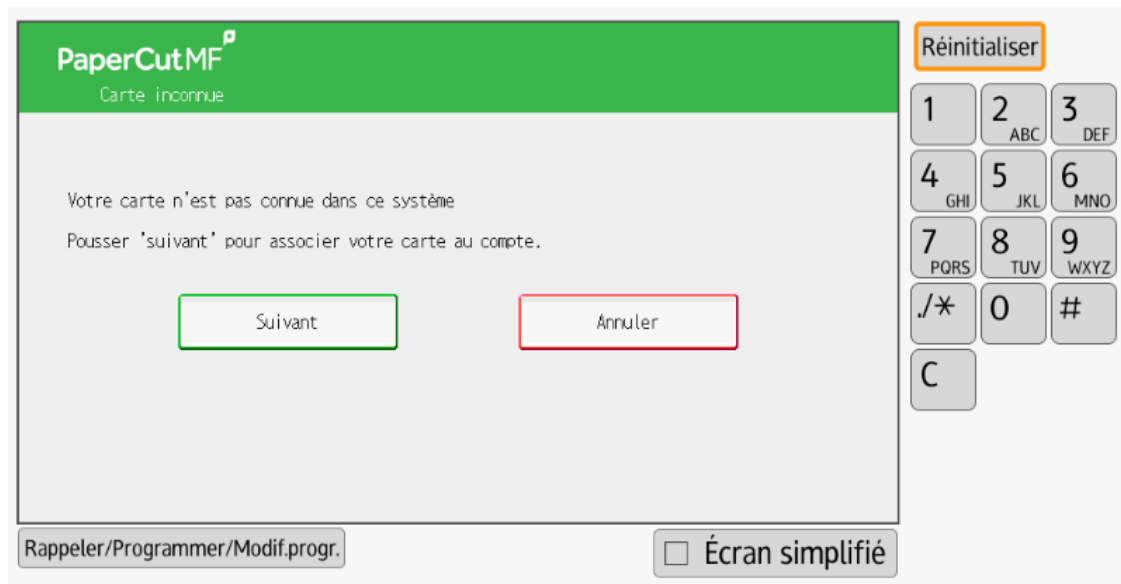 PaperCut MF
Carte inconnue
Votre carte n'est pas connue dans ce système
Pousser 'suivant' pour associer votre carte au compte.
Suivant
Annuler
Rappeler/Programmer/Modif.progr.
Écran simplifié
Réinitialiser
1
2 ABC
3 DEF
4 GHI
5 JKL
6 MNO
7 PQRS
8 TUV
9 WXYZ
./*
0
#
C